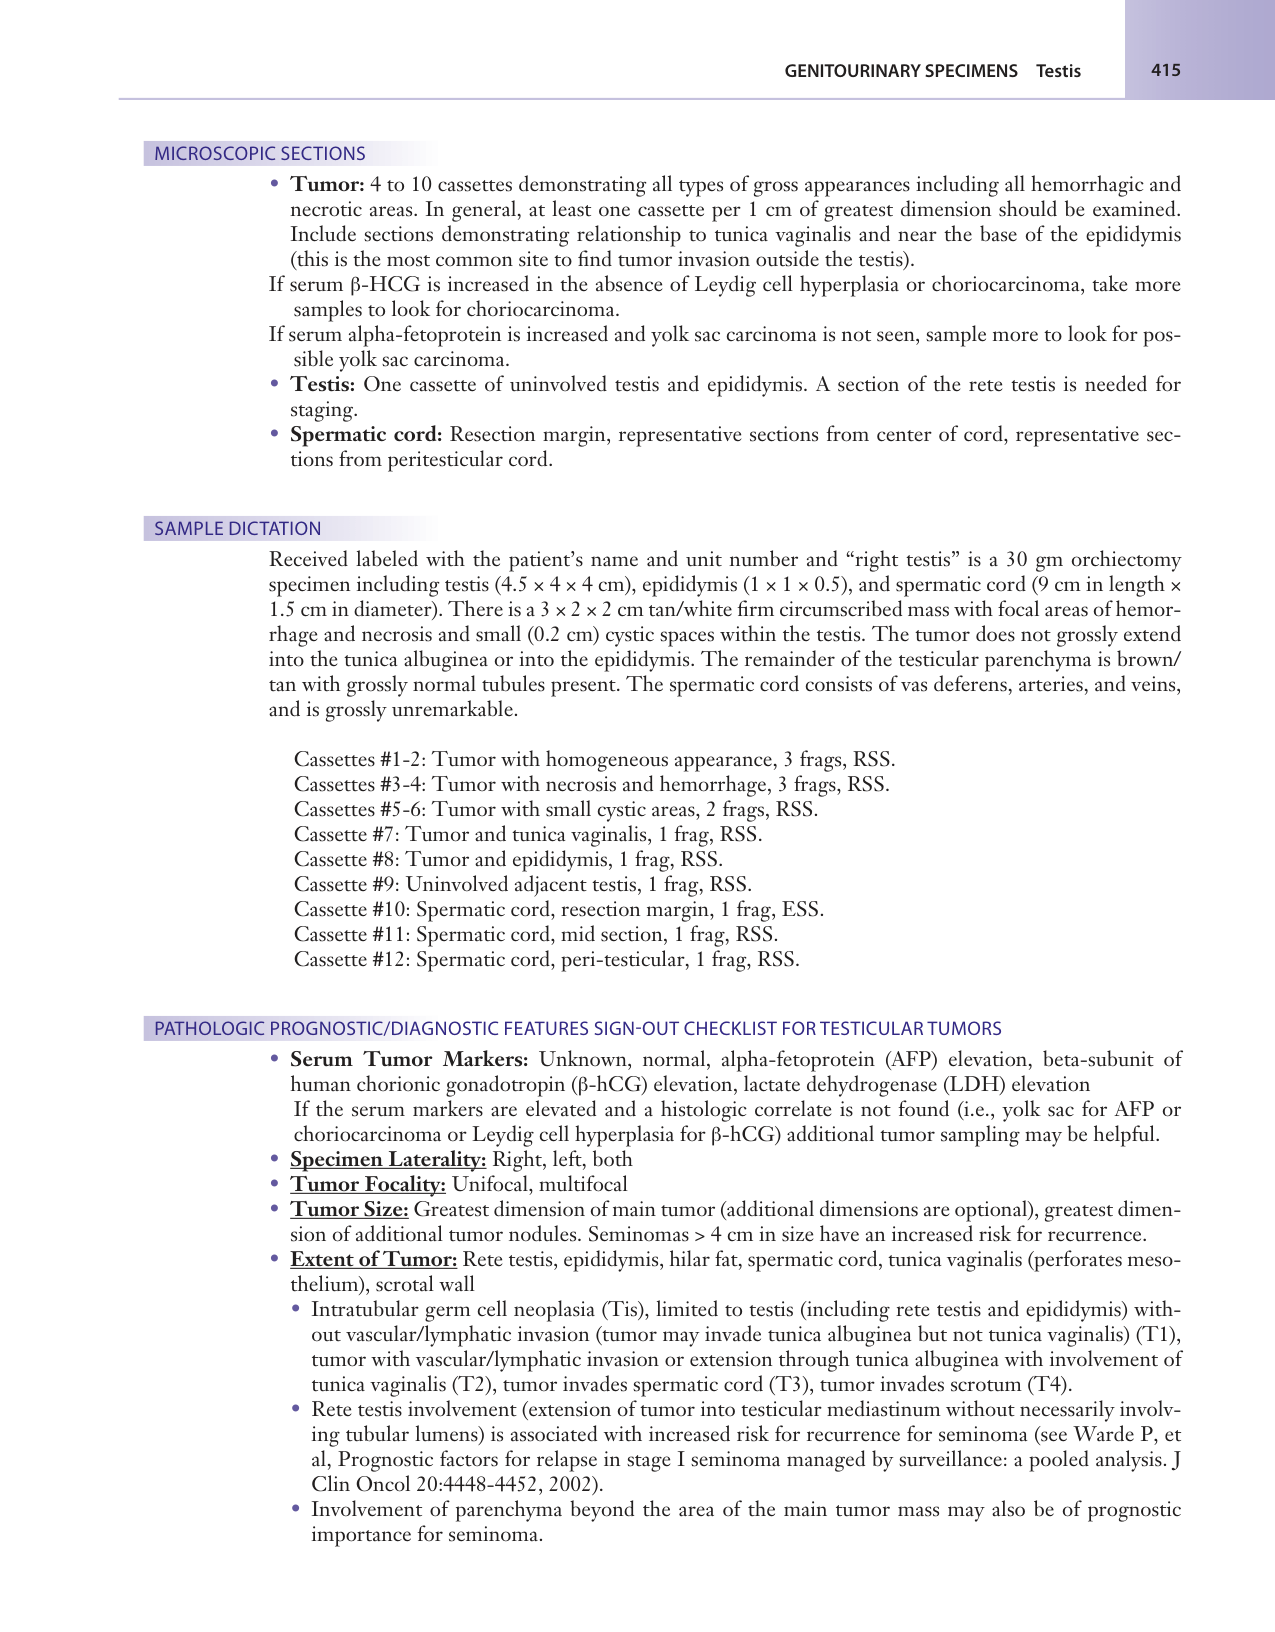 GENITOURINARY SPECIMENS Testis 415
MICROSCOPIC SECTIONS
• Tumor: 4 to 10 cassettes demonstrating all types of gross appearances including all hemorrhagic and
necrotic areas. In general, at least one cassette per 1 cm of greatest dimension should be examined.
Include sections demonstrating relationship to tunica vaginalis and near the base of the epididymis
(this is the most common site to find tumor invasion outside the testis).
If serum β-HCG is increased in the absence of Leydig cell hyperplasia or choriocarcinoma, take more
samples to look for choriocarcinoma.
If serum alpha-fetoprotein is increased and yolk sac carcinoma is not seen, sample more to look for pos-
sible yolk sac carcinoma.
• Testis: One cassette of uninvolved testis and epididymis. A section of the rete testis is needed for
staging.
• Spermatic cord: Resection margin, representative sections from center of cord, representative sec-
tions from peritesticular cord.
SAMPLE DICTATION
Received labeled with the patient’s name and unit number and “right testis” is a 30 gm orchiectomy
specimen including testis (4.5 × 4 × 4 cm), epididymis (1 × 1 × 0.5), and spermatic cord (9 cm in length ×
1.5 cm in diameter). There is a 3 × 2 × 2 cm tan/white firm circumscribed mass with focal areas of hemor-
rhage and necrosis and small (0.2 cm) cystic spaces within the testis. The tumor does not grossly extend
into the tunica albuginea or into the epididymis. The remainder of the testicular parenchyma is brown/
tan with grossly normal tubules present. The spermatic cord consists of vas deferens, arteries, and veins,
and is grossly unremarkable.
Cassettes #1-2: Tumor with homogeneous appearance, 3 frags, RSS.
Cassettes #3-4: Tumor with necrosis and hemorrhage, 3 frags, RSS.
Cassettes #5-6: Tumor with small cystic areas, 2 frags, RSS.
Cassette #7: Tumor and tunica vaginalis, 1 frag, RSS.
Cassette #8: Tumor and epididymis, 1 frag, RSS.
Cassette #9: Uninvolved adjacent testis, 1 frag, RSS.
Cassette #10: Spermatic cord, resection margin, 1 frag, ESS.
Cassette #11: Spermatic cord, mid section, 1 frag, RSS.
Cassette #12: Spermatic cord, peri-testicular, 1 frag, RSS.
PATHOLOGIC PROGNOSTIC/DIAGNOSTIC FEATURES SIGN-OUT CHECKLIST FOR TESTICULAR TUMORS
• Serum Tumor Markers: Unknown, normal, alpha-fetoprotein (AFP) elevation, beta-subunit of
human chorionic gonadotropin (β-hCG) elevation, lactate dehydrogenase (LDH) elevation
If the serum markers are elevated and a histologic correlate is not found (i.e., yolk sac for AFP or
choriocarcinoma or Leydig cell hyperplasia for β-hCG) additional tumor sampling may be helpful.
• Specimen Laterality: Right, left, both
• Tumor Focality: Unifocal, multifocal
• Tumor Size: Greatest dimension of main tumor (additional dimensions are optional), greatest dimen-
sion of additional tumor nodules. Seminomas > 4 cm in size have an increased risk for recurrence.
• Extent of Tumor: Rete testis, epididymis, hilar fat, spermatic cord, tunica vaginalis (perforates meso-
thelium), scrotal wall
• Intratubular germ cell neoplasia (Tis), limited to testis (including rete testis and epididymis) with-
out vascular/lymphatic invasion (tumor may invade tunica albuginea but not tunica vaginalis) (T1),
tumor with vascular/lymphatic invasion or extension through tunica albuginea with involvement of
tunica vaginalis (T2), tumor invades spermatic cord (T3), tumor invades scrotum (T4).
• Rete testis involvement (extension of tumor into testicular mediastinum without necessarily involv-
ing tubular lumens) is associated with increased risk for recurrence for seminoma (see Warde P, et
al, Prognostic factors for relapse in stage I seminoma managed by surveillance: a pooled analysis. J
Clin Oncol 20:4448-4452, 2002).
• Involvement of parenchyma beyond the area of the main tumor mass may also be of prognostic
importance for seminoma.